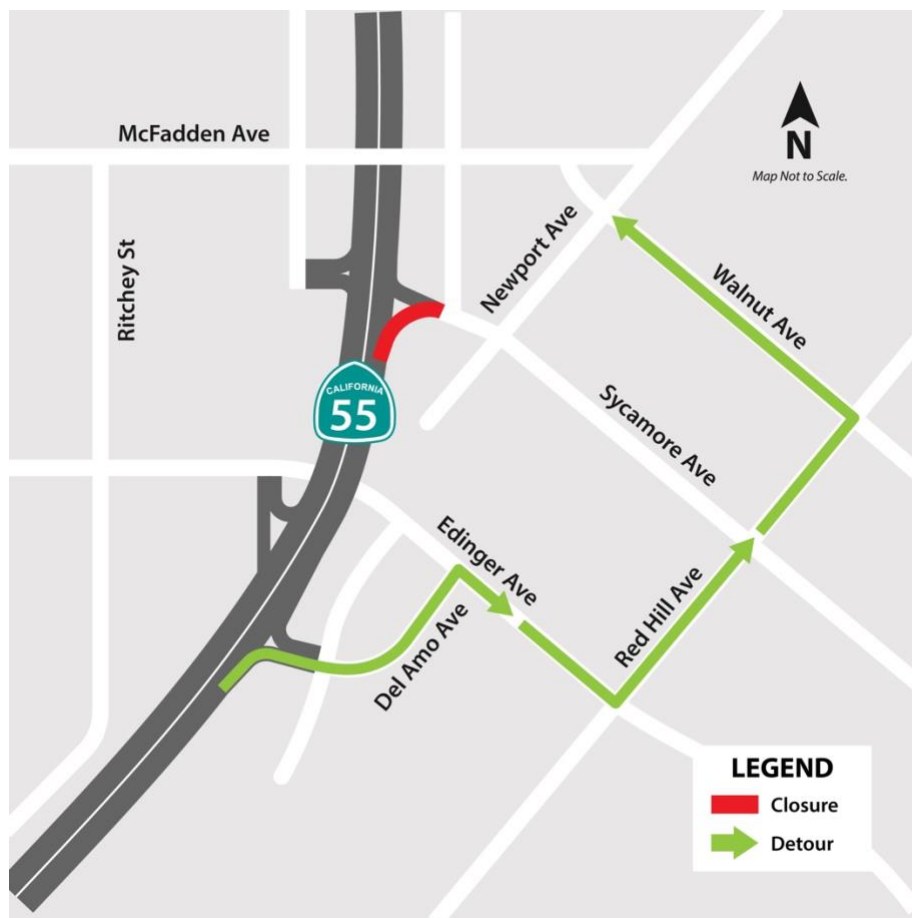 McFadden Ave
N
Map Not to Scale.
Ritchey St
Newport Ave
Walnut Ave
CALIFORNIA
55
Sycamore Ave
Edinger Ave
Del Amo Ave
Red Hill Ave
LEGEND
Closure
Detour